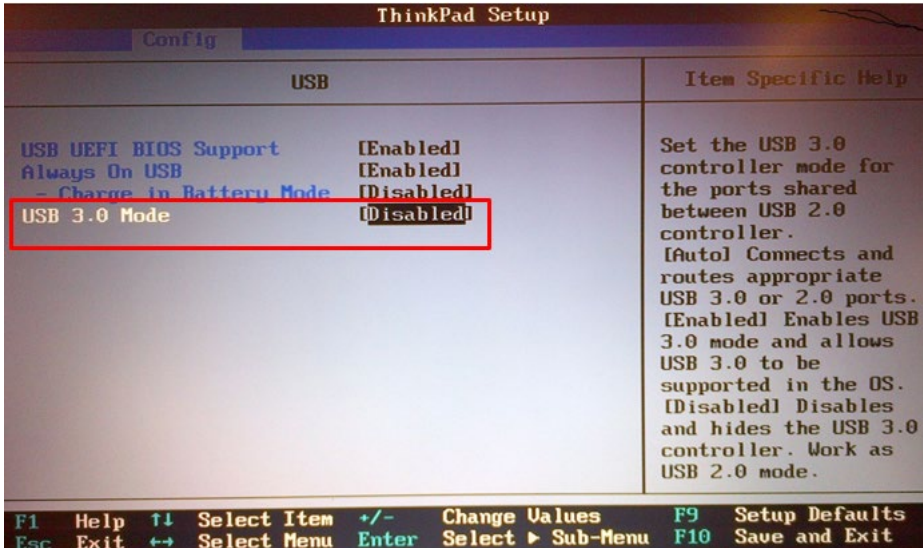 ThinkPad Setup
Config
USB
Item Specific Help
USB UEFI BIOS Support [Enabled]
Always On USB [Enabled]
- Charge in Battery Mode [Disabled]
USB 3.0 Mode [Disabled]
Set the USB 3.0
controller mode for
the ports shared
between USB 2.0
controller.
[Auto] Connects and
routes appropriate
USB 3.0 or 2.0 ports.
[Enabled] Enables USB
3.0 mode and allows
USB 3.0 to be
supported in the OS.
[Disabled] Disables
and hides the USB 3.0
controller. Work as
USB 2.0 mode.
F1 Help ↑↓ Select Item +/- Change Values F9 Setup Defaults
Esc Exit ↔ Select Menu Enter Select ▶ Sub-Menu F10 Save and Exit